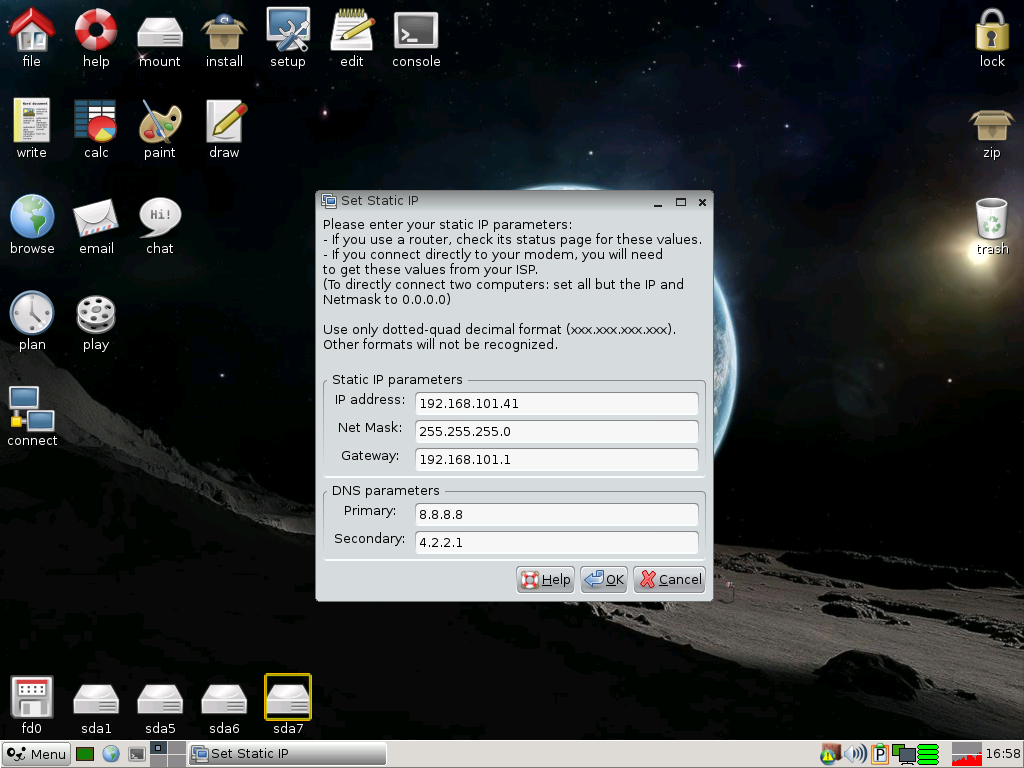 file help mount install setup edit console lock
write calc paint draw zip
browse email chat trash
plan play
connect
Set Static IP
Please enter your static IP parameters:
- If you use a router, check its status page for these values.
- If you connect directly to your modem, you will need
to get these values from your ISP.
(To directly connect two computers: set all but the IP and
Netmask to 0.0.0.0)
Use only dotted-quad decimal format (xxx.xxx.xxx.xxx).
Other formats will not be recognized.
Static IP parameters
IP address: 192.168.101.41
Net Mask: 255.255.255.0
Gateway: 192.168.101.1
DNS parameters
Primary: 8.8.8.8
Secondary: 4.2.2.1
Help OK Cancel
fd0 sda1 sda5 sda6 sda7
Menu Set Static IP 16:58